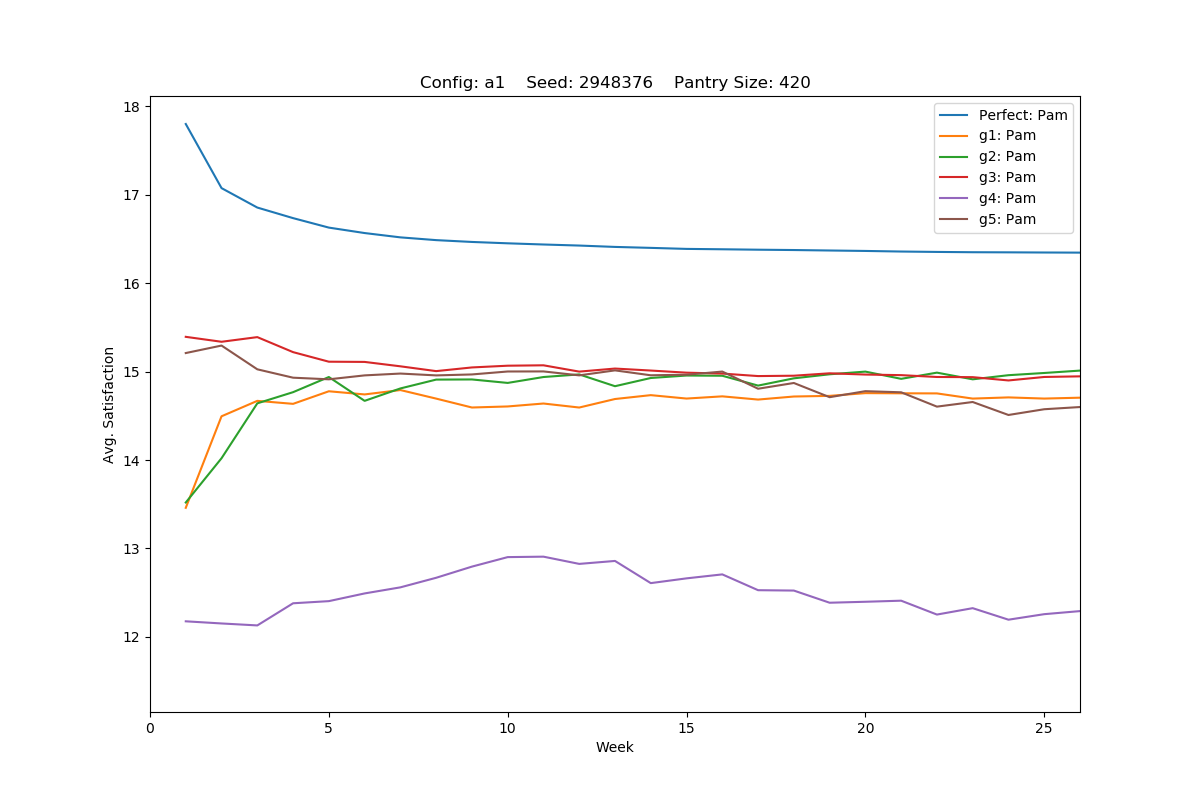 Config: a1    Seed: 2948376    Pantry Size: 420
18
17
16
15
14
13
12
Avg. Satisfaction
Perfect: Pam
g1: Pam
g2: Pam
g3: Pam
g4: Pam
g5: Pam
0 5 10 15 20 25
Week